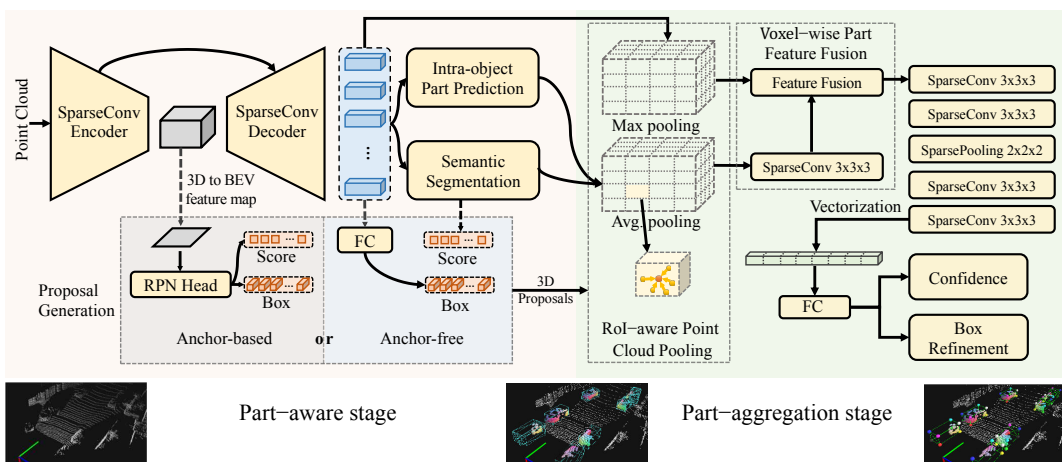 Point Cloud
SparseConv
Encoder
SparseConv
Decoder
3D to BEV
feature map
...
Intra-object
Part Prediction
Semantic
Segmentation
Proposal
Generation
RPN Head
...
Score
...
Box
FC
...
Score
...
Box
Anchor-based
or
Anchor-free
3D
Proposals
Max pooling
Avg. pooling
RoI-aware Point
Cloud Pooling
Voxel-wise Part
Feature Fusion
Feature Fusion
SparseConv 3x3x3
SparseConv 3x3x3
SparseConv 3x3x3
SparsePooling 2x2x2
SparseConv 3x3x3
SparseConv 3x3x3
Vectorization
FC
Confidence
Box
Refinement
Part-aware stage
Part-aggregation stage